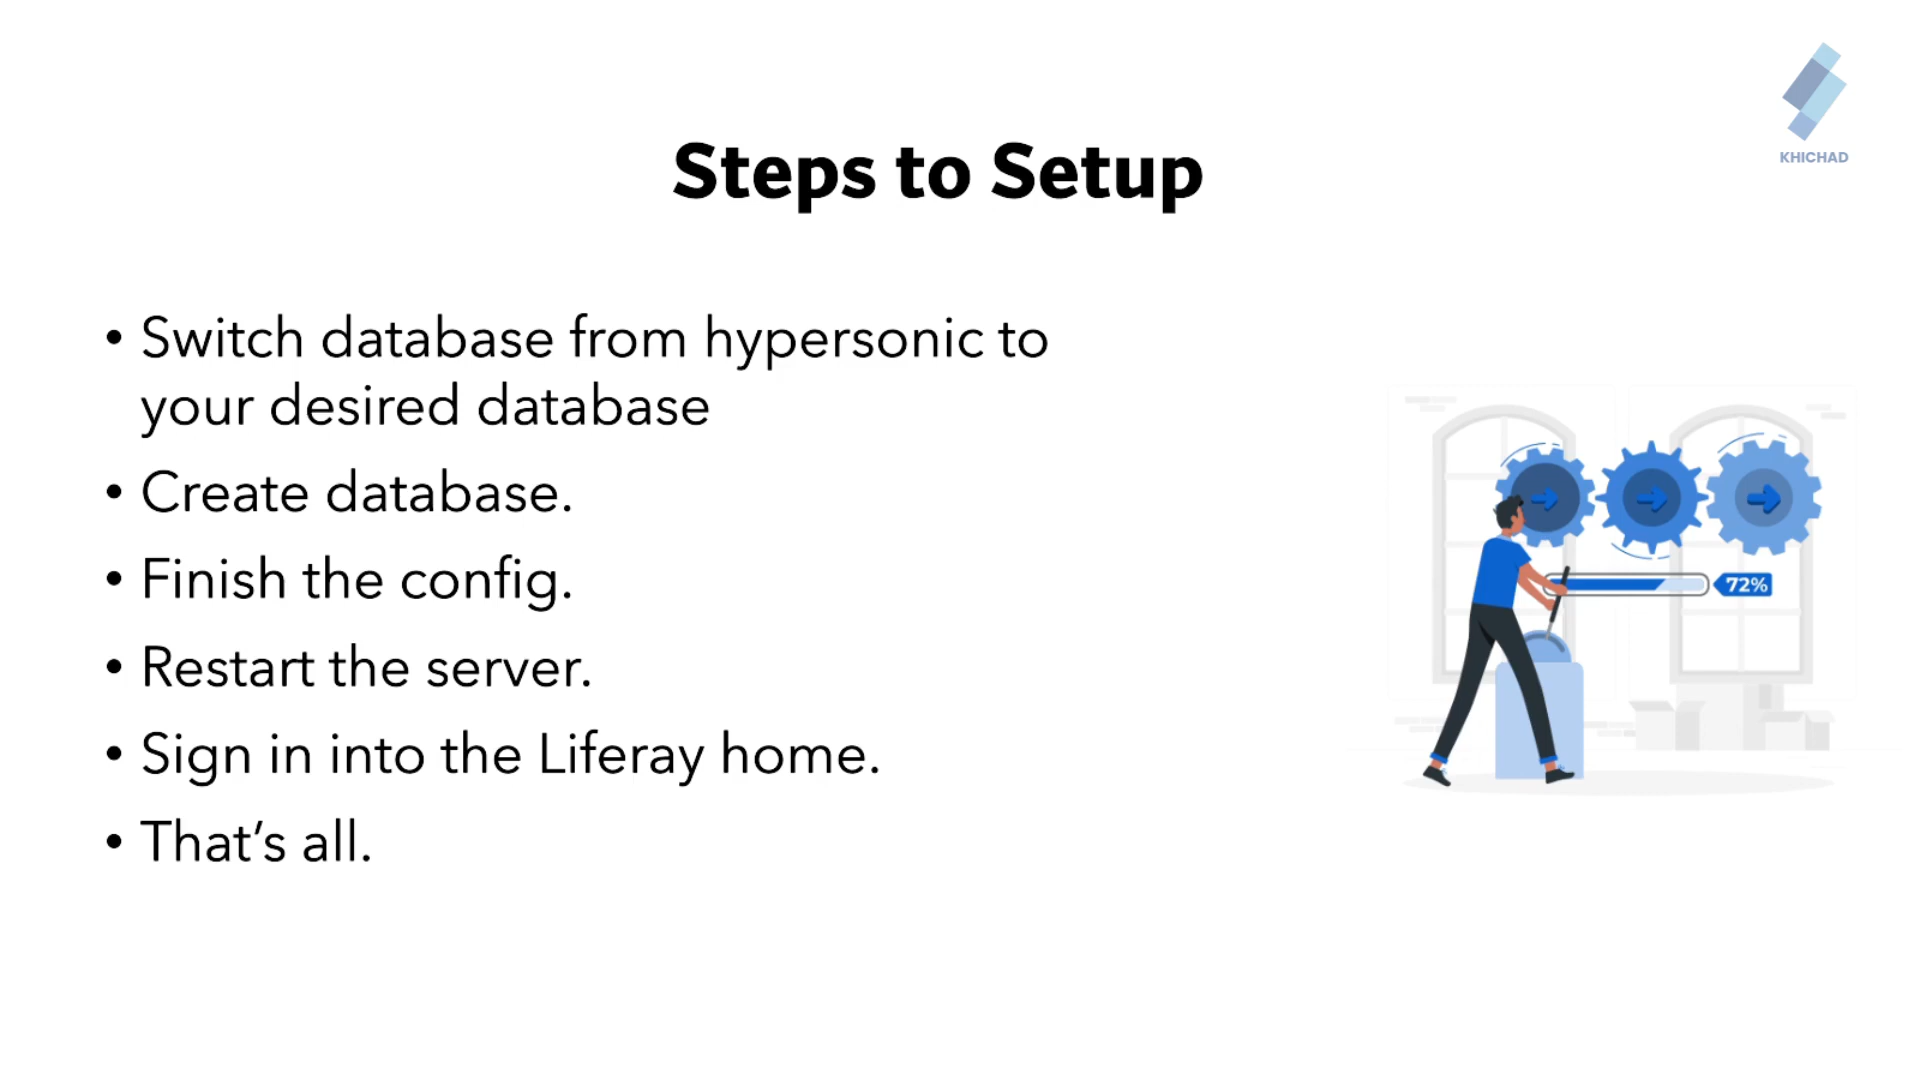 KHICHAD
Steps to Setup
• Switch database from hypersonic to
your desired database
• Create database.
• Finish the config.
• Restart the server.
• Sign in into the Liferay home.
• That’s all.
72%